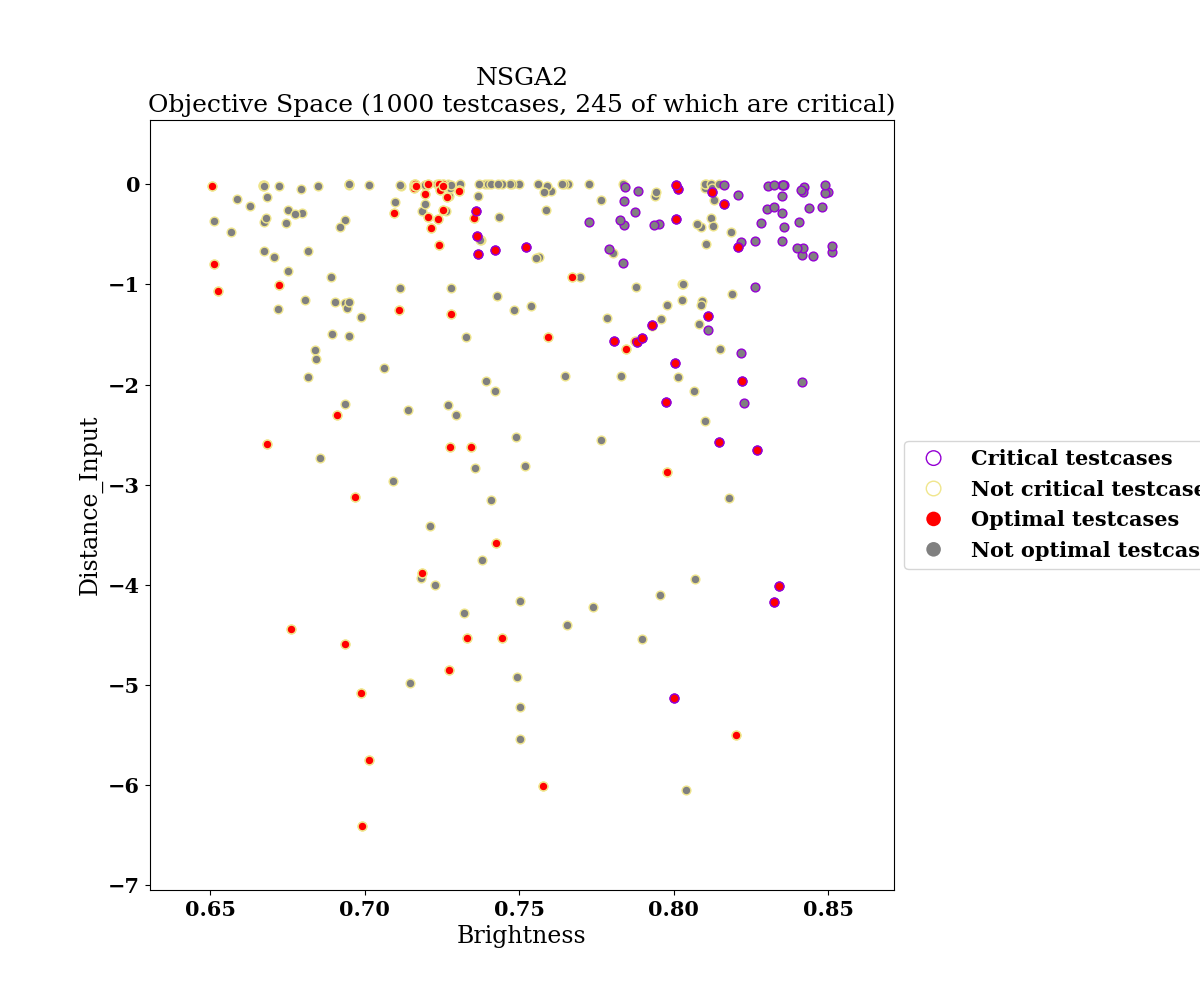 NSGA2
Objective Space (1000 testcases, 245 of which are critical)
0
−1
−2
−3
−4
−5
−6
−7
Distance_Input
0.65 0.70 0.75 0.80 0.85
Brightness
Critical testcases
Not critical testcase
Optimal testcases
Not optimal testcas